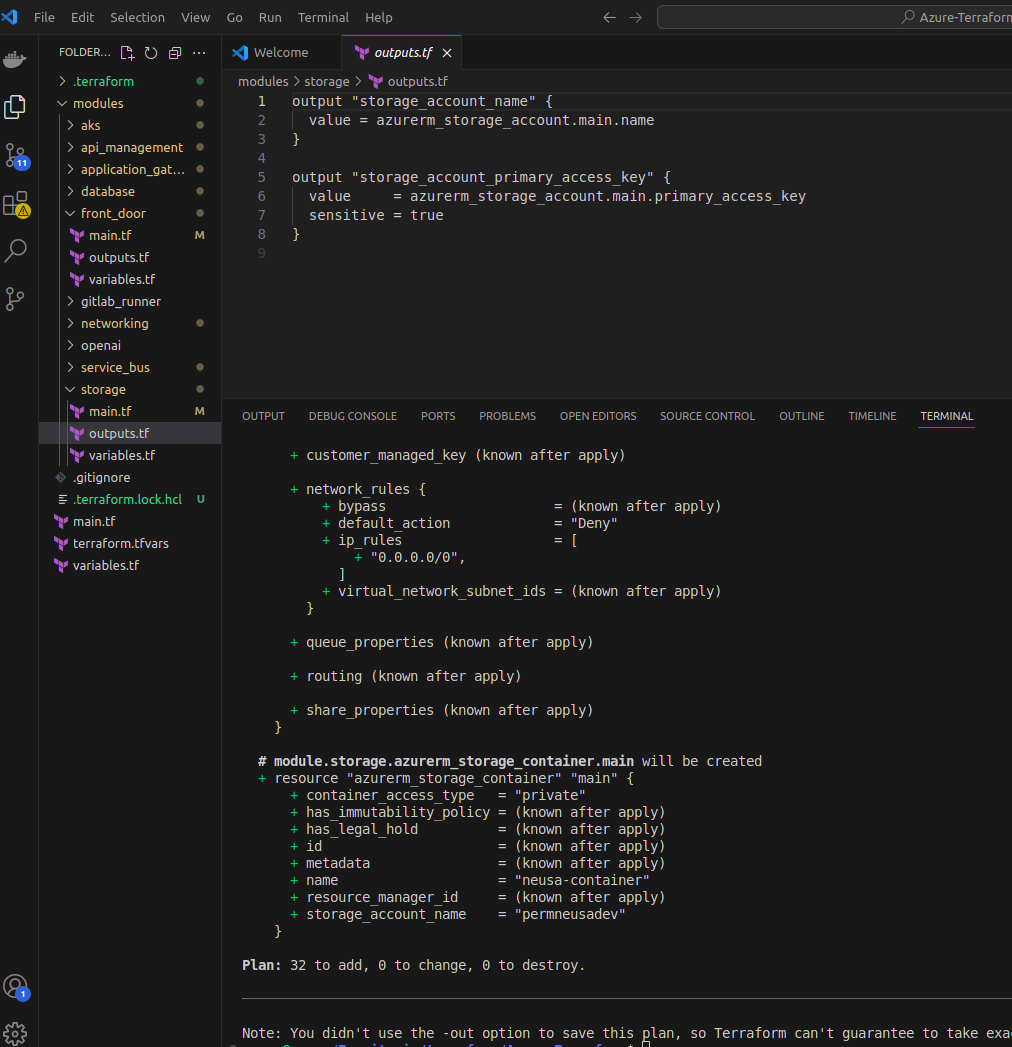 File Edit Selection View Go Run Terminal Help
Azure-Terraform
FOLDER...
.terraform
modules
aks
api_management
application_gat...
database
front_door
main.tf M
outputs.tf
variables.tf
gitlab_runner
networking
openai
service_bus
storage
main.tf M
outputs.tf
variables.tf
.gitignore
.terraform.lock.hcl U
main.tf
terraform.tfvars
variables.tf
11
1
Welcome outputs.tf
modules > storage > outputs.tf
1 output "storage_account_name" {
2 value = azurerm_storage_account.main.name
3 }
4
5 output "storage_account_primary_access_key" {
6 value     = azurerm_storage_account.main.primary_access_key
7 sensitive = true
8 }
9
OUTPUT DEBUG CONSOLE PORTS PROBLEMS OPEN EDITORS SOURCE CONTROL OUTLINE TIMELINE TERMINAL
+ customer_managed_key (known after apply)
+ network_rules {
+ bypass = (known after apply)
+ default_action = "Deny"
+ ip_rules = [
+ "0.0.0.0/0",
]
+ virtual_network_subnet_ids = (known after apply)
}
+ queue_properties (known after apply)
+ routing (known after apply)
+ share_properties (known after apply)
}
# module.storage.azurerm_storage_container.main will be created
+ resource "azurerm_storage_container" "main" {
+ container_access_type = "private"
+ has_immutability_policy = (known after apply)
+ has_legal_hold = (known after apply)
+ id = (known after apply)
+ metadata = (known after apply)
+ name = "neusa-container"
+ resource_manager_id = (known after apply)
+ storage_account_name = "permneusadev"
}
Plan: 32 to add, 0 to change, 0 to destroy.
Note: You didn't use the -out option to save this plan, so Terraform can't guarantee to take exa